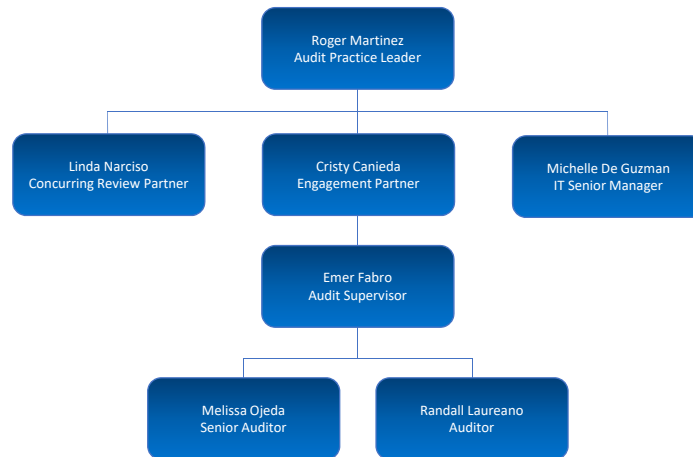 Roger Martinez
Audit Practice Leader
Linda Narciso
Concurring Review Partner
Cristy Canieda
Engagement Partner
Michelle De Guzman
IT Senior Manager
Emer Fabro
Audit Supervisor
Melissa Ojeda
Senior Auditor
Randall Laureano
Auditor